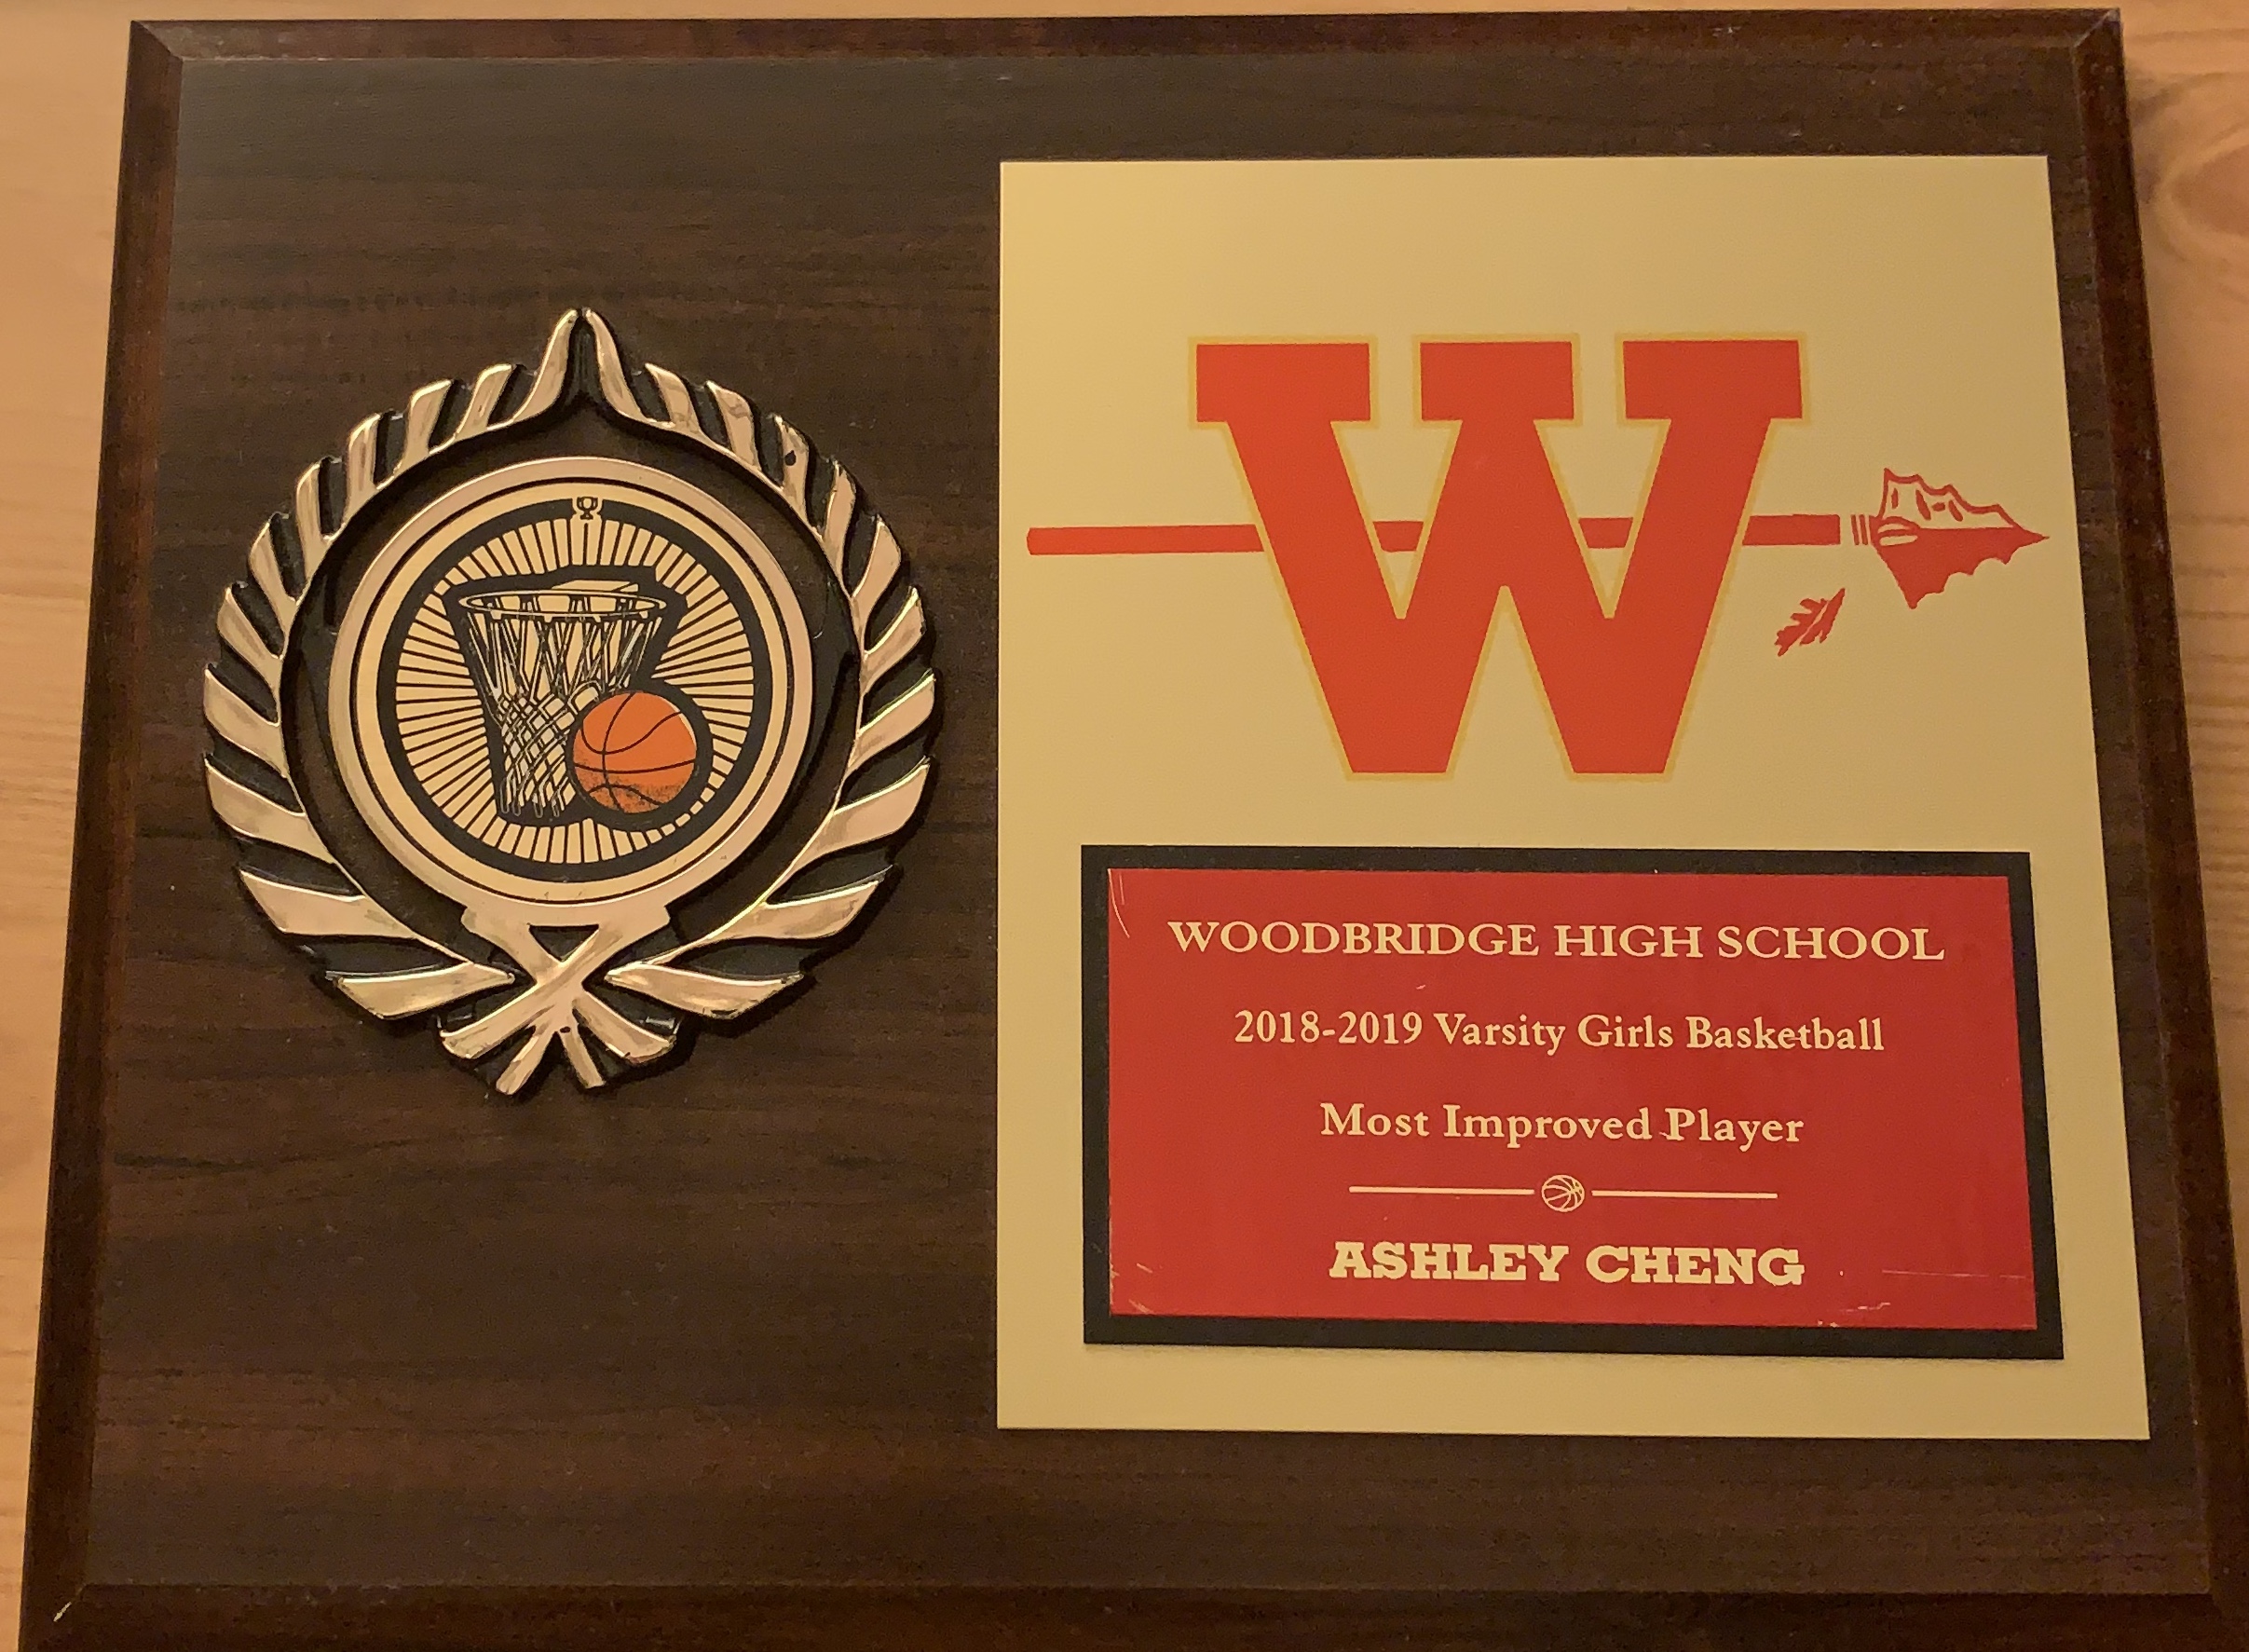 W
WOODBRIDGE HIGH SCHOOL
2018-2019 Varsity Girls Basketball
Most Improved Player
ASHLEY CHENG